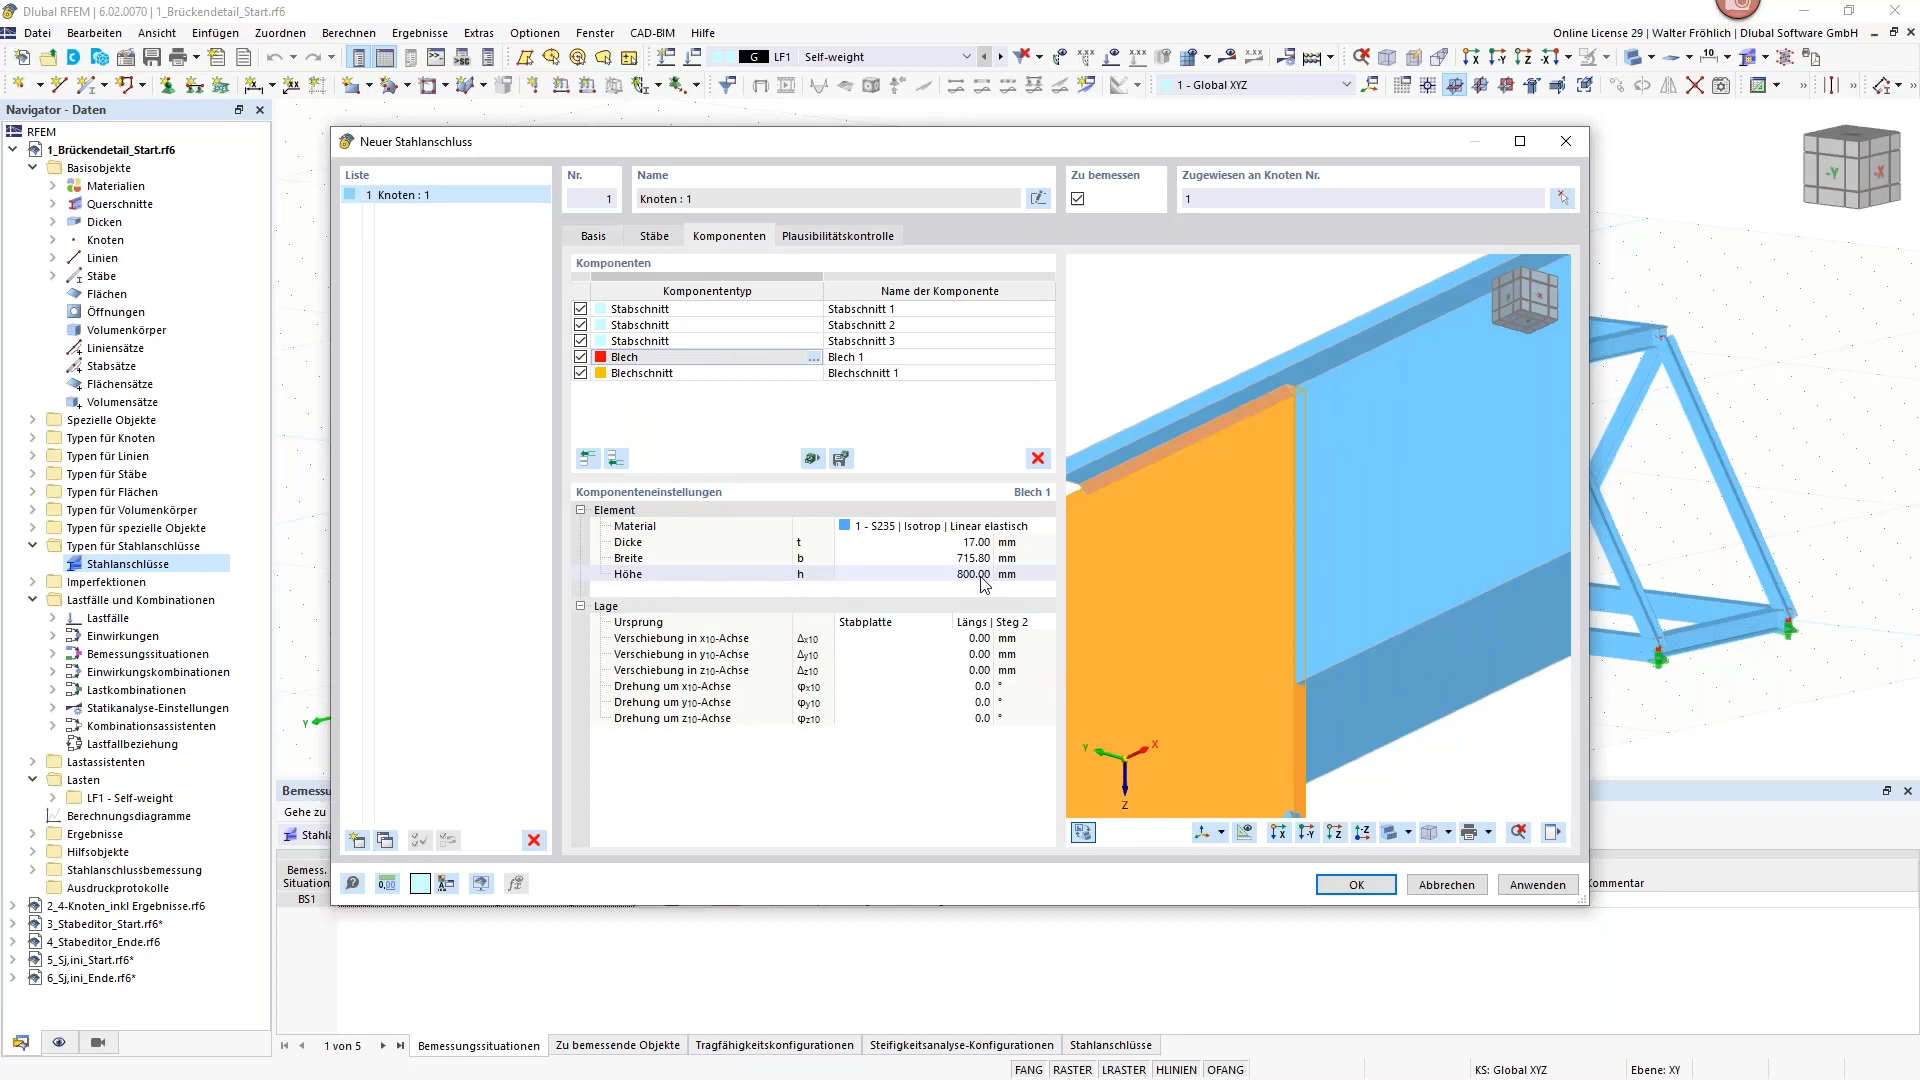 Dlubal RFEM | 6.02.0070 | 1_Brückendetail_Start.rf6
Datei Bearbeiten Ansicht Einfügen Zuordnen Berechnen Ergebnisse Extras Optionen Fenster CAD-BIM Hilfe
Online License 29 | Walter Fröhlich | Dlubal Software GmbH
G LF1 Self-weight
1 - Global XYZ
Navigator - Daten
RFEM
1_Brückendetail_Start.rf6
Basisobjekte
Materialien
Querschnitte
Dicken
Knoten
Linien
Stäbe
Flächen
Öffnungen
Volumenkörper
Liniensätze
Stabsätze
Flächensätze
Volumensätze
Spezielle Objekte
Typen für Knoten
Typen für Linien
Typen für Stäbe
Typen für Flächen
Typen für Volumenkörper
Typen für spezielle Objekte
Typen für Stahlanschlüsse
Stahlanschlüsse
Imperfektionen
Lastfälle und Kombinationen
Lastfälle
Einwirkungen
Bemessungssituationen
Einwirkungskombinationen
Lastkombinationen
Statikanalyse-Einstellungen
Kombinationsassistenten
Lastfallbeziehung
Lastassistenten
Lasten
LF1 - Self-weight
Berechnungsdiagramme
Ergebnisse
Hilfsobjekte
Stahlanschlussbemessung
Ausdruckprotokolle
2_4-Knoten_inkl Ergebnisse.rf6
3_Stabeditor_Start.rf6*
4_Stabeditor_Ende.rf6
5_Sj,ini_Start.rf6*
6_Sj,ini_Ende.rf6*
Neuer Stahlanschluss
Liste
1 Knoten : 1
Nr.
1
Name
Knoten : 1
Zu bemessen
Zugewiesen an Knoten Nr.
1
Basis Stäbe Komponenten Plausibilitätskontrolle
Komponenten
Komponententyp Name der Komponente
Stabschnitt Stabschnitt 1
Stabschnitt Stabschnitt 2
Stabschnitt Stabschnitt 3
Blech ... Blech 1
Blechschnitt Blechschnitt 1
Komponenteneinstellungen Blech 1
Element
Material 1 - S235 | Isotrop | Linear elastisch
Dicke t 17.00 mm
Breite b 715.80 mm
Höhe h 800.00 mm
Lage
Ursprung Stabplatte Längs | Steg 2
Verschiebung in x10-Achse Δx10 0.00 mm
Verschiebung in y10-Achse Δy10 0.00 mm
Verschiebung in z10-Achse Δz10 0.00 mm
Drehung um x10-Achse φx10 0.0 °
Drehung um y10-Achse φy10 0.0 °
Drehung um z10-Achse φz10 0.0 °
Y X
Z
OK Abbrechen Anwenden
-Y -X
Y
Bemessu
Gehe zu
Stahla
Bemess.
Situation
BS1
Kommentar
1 von 5 Bemessungssituationen Zu bemessende Objekte Tragfähigkeitskonfigurationen Steifigkeitsanalyse-Konfigurationen Stahlanschlüsse
FANG RASTER LRASTER HLINIEN OFANG KS: Global XYZ Ebene: XY